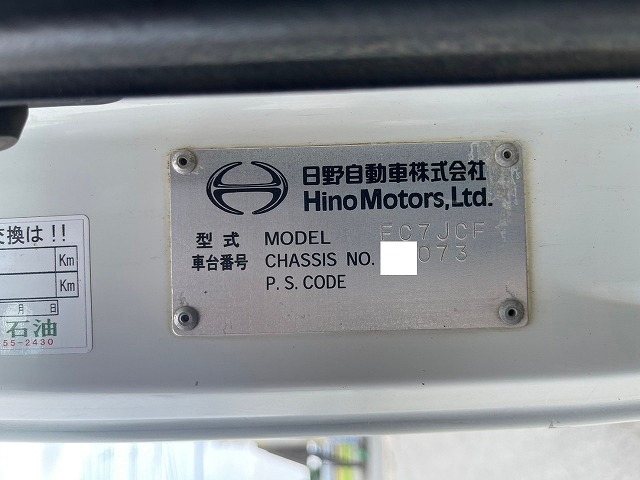 日野自動車株式会社
Hino Motors, Ltd.
型式 MODEL FC7JCF
車台番号 CHASSIS NO. 073
P.S. CODE
交換は!!
Km
Km
月 日
石油
55-2430